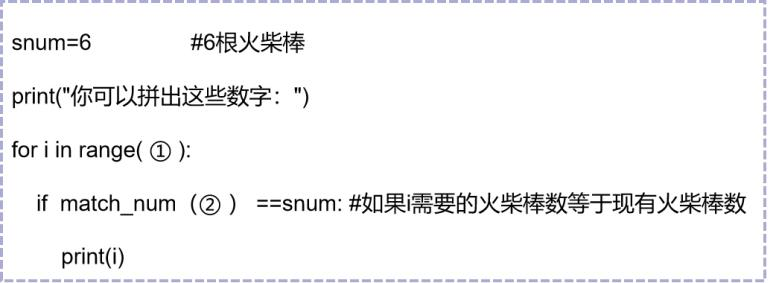 snum=6 #6根火柴棒
print("你可以拼出这些数字：")
for i in range( ① ):
if match_num（② ） ==snum: #如果i需要的火柴棒数等于现有火柴棒数
print(i)